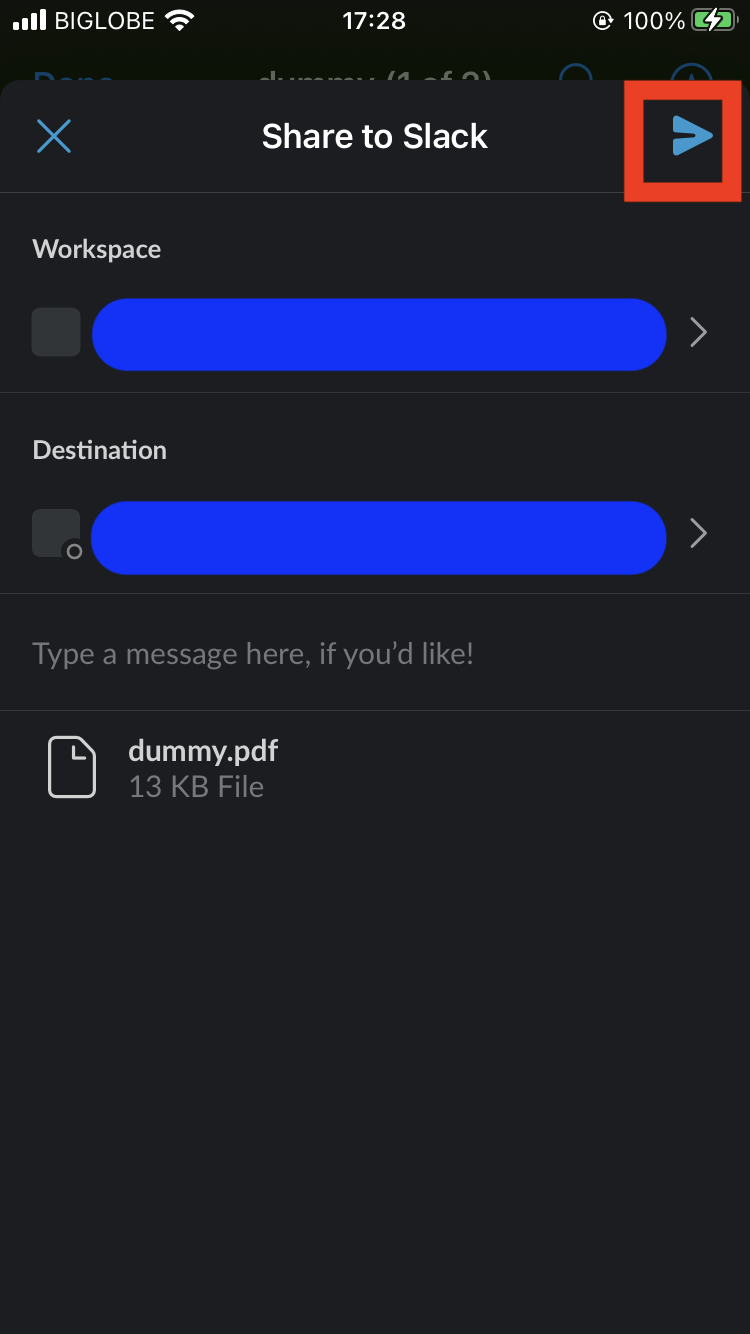 BIGLOBE 17:28 100%
Done dummy (1 of 2)
Share to Slack
Workspace
Destination
Type a message here, if you’d like!
dummy.pdf
13 KB File